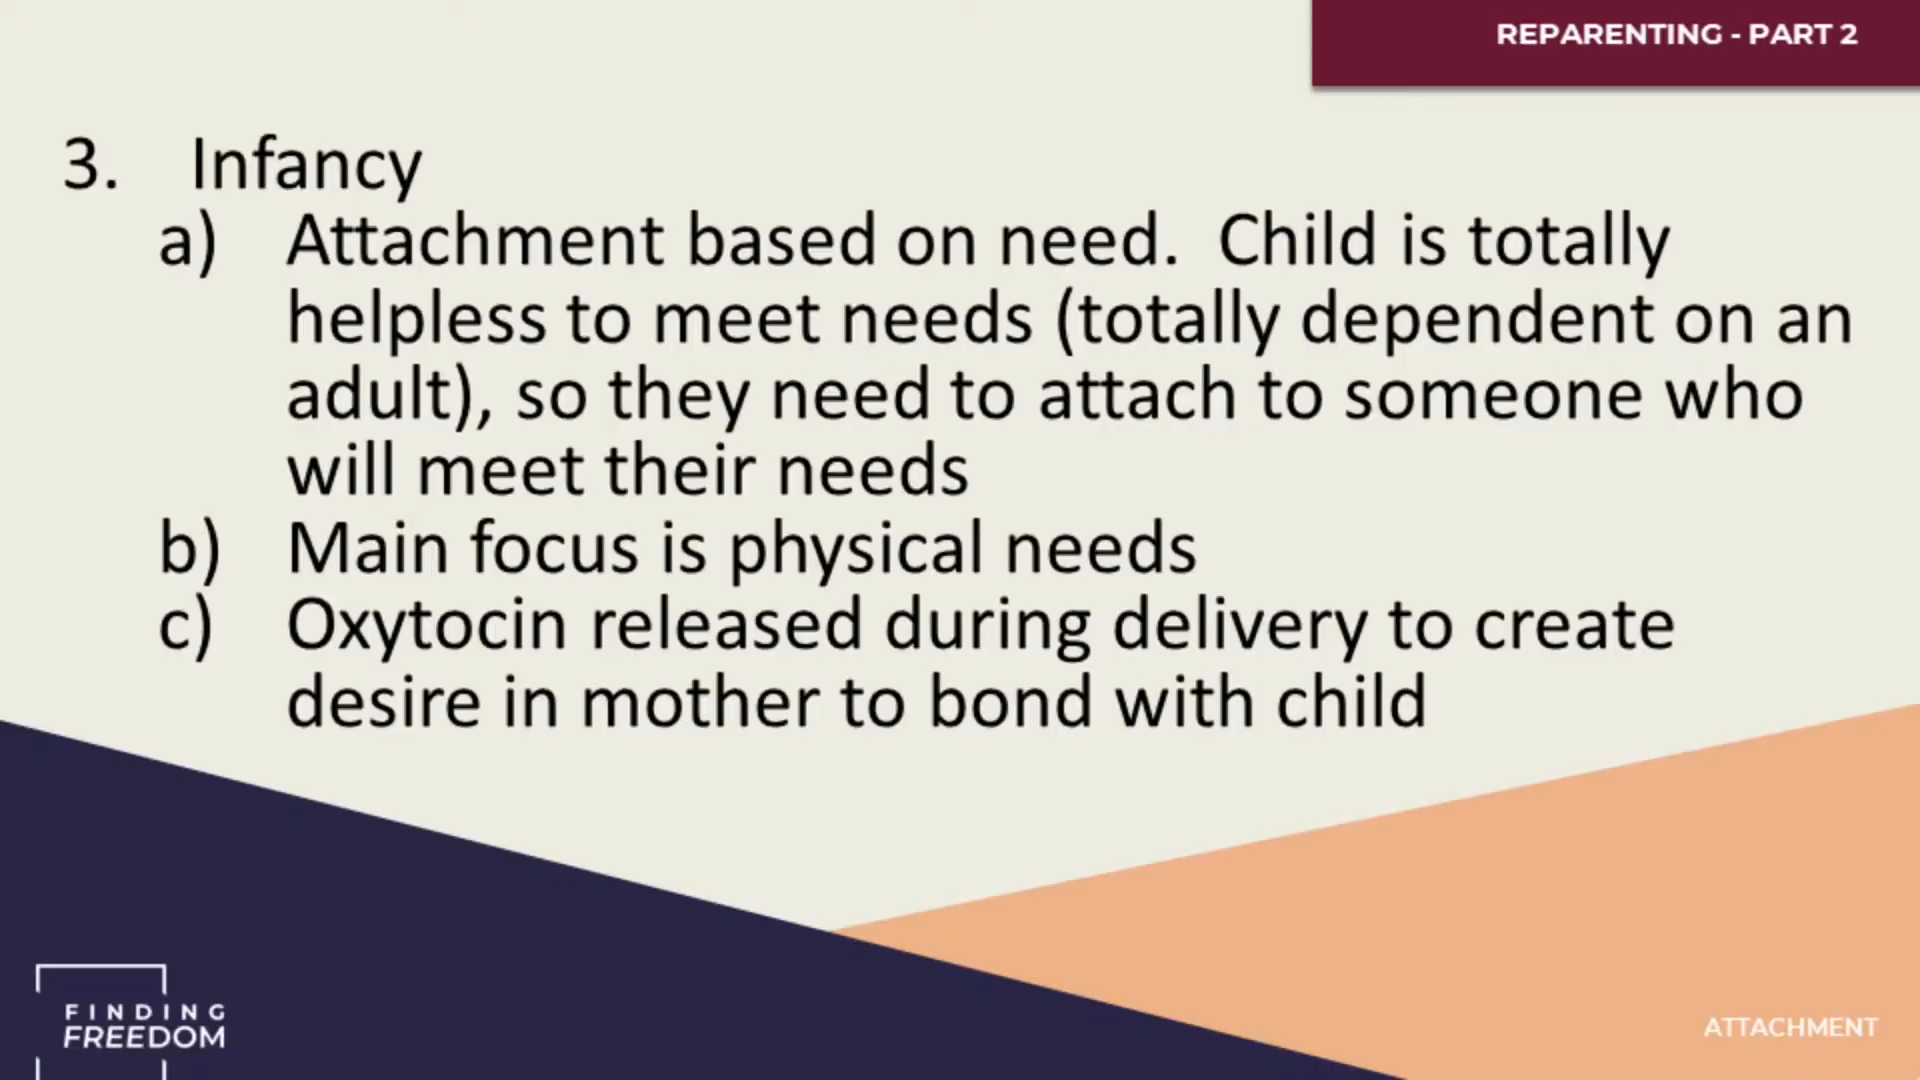 REPARENTING - PART 2
3. Infancy
a) Attachment based on need.  Child is totally
helpless to meet needs (totally dependent on an
adult), so they need to attach to someone who
will meet their needs
b) Main focus is physical needs
c) Oxytocin released during delivery to create
desire in mother to bond with child
FINDING
FREEDOM
ATTACHMENT